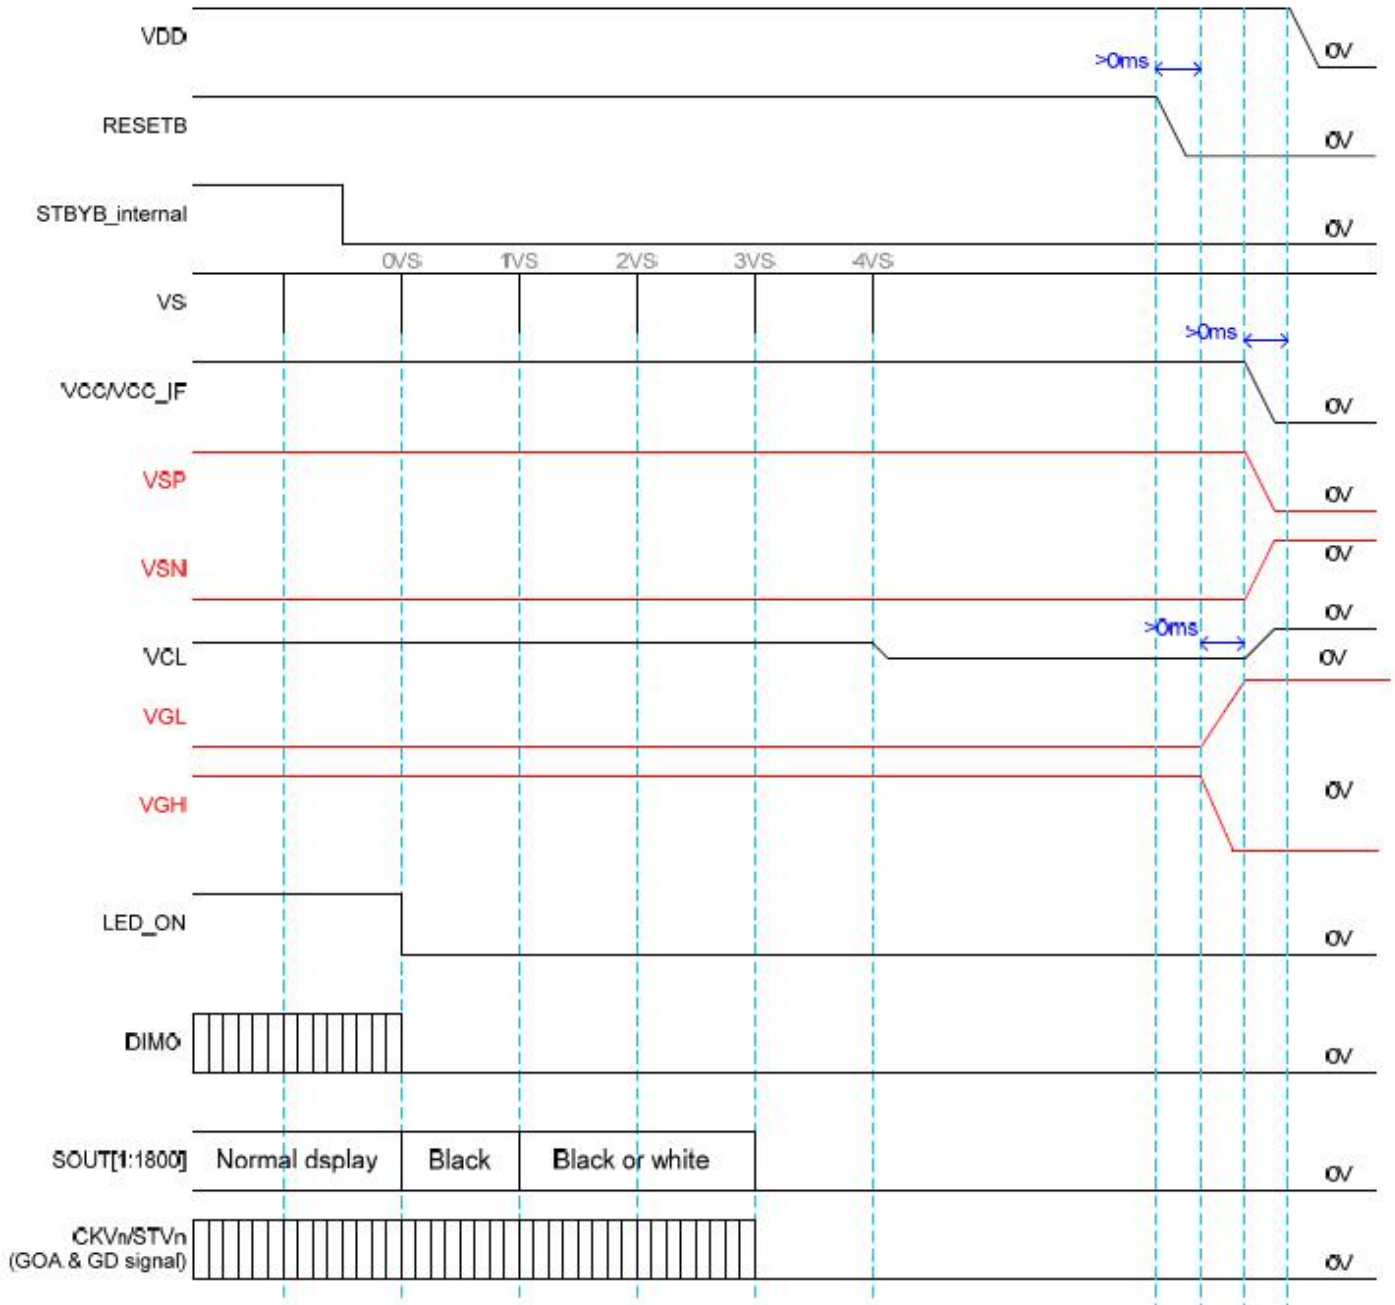 VDD
0V
>0ms
RESETB
0V
STBYB_internal
0V
0VS 1VS 2VS 3VS 4VS
VS
>0ms
VCC/VCC_IF
0V
VSP
0V
VSN
0V
0V
>0ms
VCL
0V
VGL
VGH
0V
LED_ON
0V
DIMO
0V
SOUT[1:1800] Normal dsplay Black Black or white
0V
CKVn/STVn
(GOA & GD signal)
0V